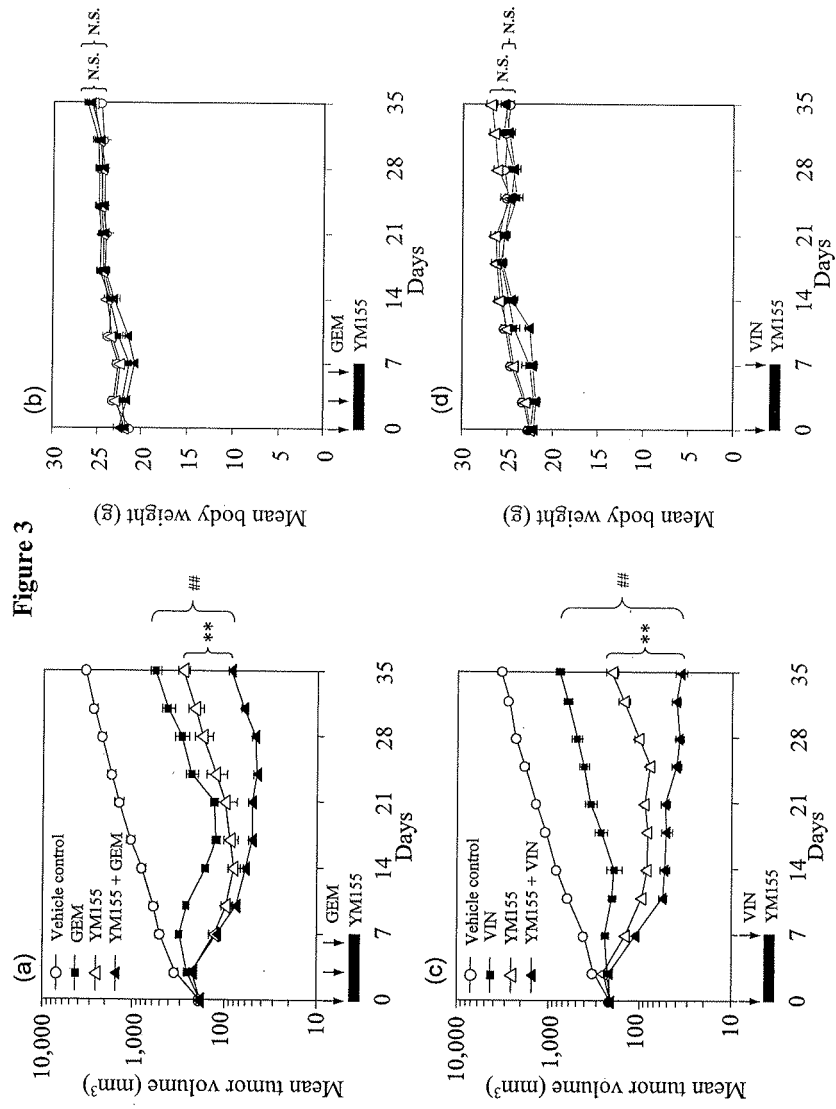 Figure 3
(a)
Mean tumor volume (mm³)
10,000
1,000
100
10
Vehicle control
GEM
YM155
YM155 + GEM
**
##
0 7 14 21 28 35
Days
GEM
YM155
(b)
Mean body weight (g)
30
25
20
15
10
5
0
} N.S.
} N.S.
0 7 14 21 28 35
Days
GEM
YM155
(c)
Mean tumor volume (mm³)
10,000
1,000
100
10
Vehicle control
VIN
YM155
YM155 + VIN
**
##
0 7 14 21 28 35
Days
VIN
YM155
(d)
Mean body weight (g)
30
25
20
15
10
5
0
} N.S.
} N.S.
0 7 14 21 28 35
Days
VIN
YM155